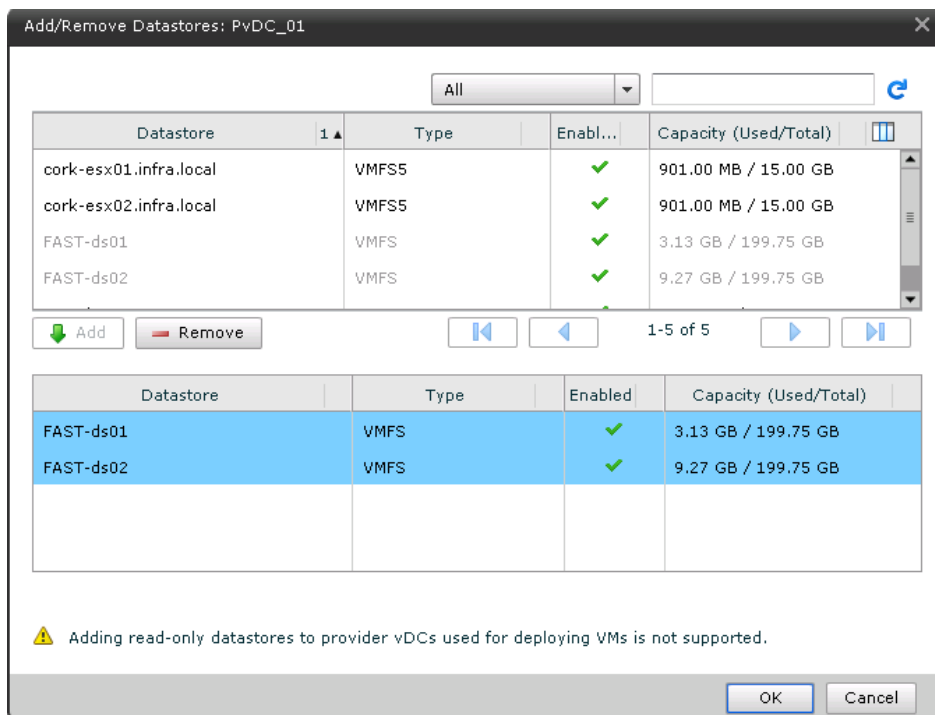 Add/Remove Datastores: PvDC_01
All
Datastore 1 Type Enabl... Capacity (Used/Total)
cork-esx01.infra.local VMFS5 901.00 MB / 15.00 GB
cork-esx02.infra.local VMFS5 901.00 MB / 15.00 GB
FAST-ds01 VMFS 3.13 GB / 199.75 GB
FAST-ds02 VMFS 9.27 GB / 199.75 GB
Add Remove 1-5 of 5
Datastore Type Enabled Capacity (Used/Total)
FAST-ds01 VMFS 3.13 GB / 199.75 GB
FAST-ds02 VMFS 9.27 GB / 199.75 GB
Adding read-only datastores to provider vDCs used for deploying VMs is not supported.
OK Cancel